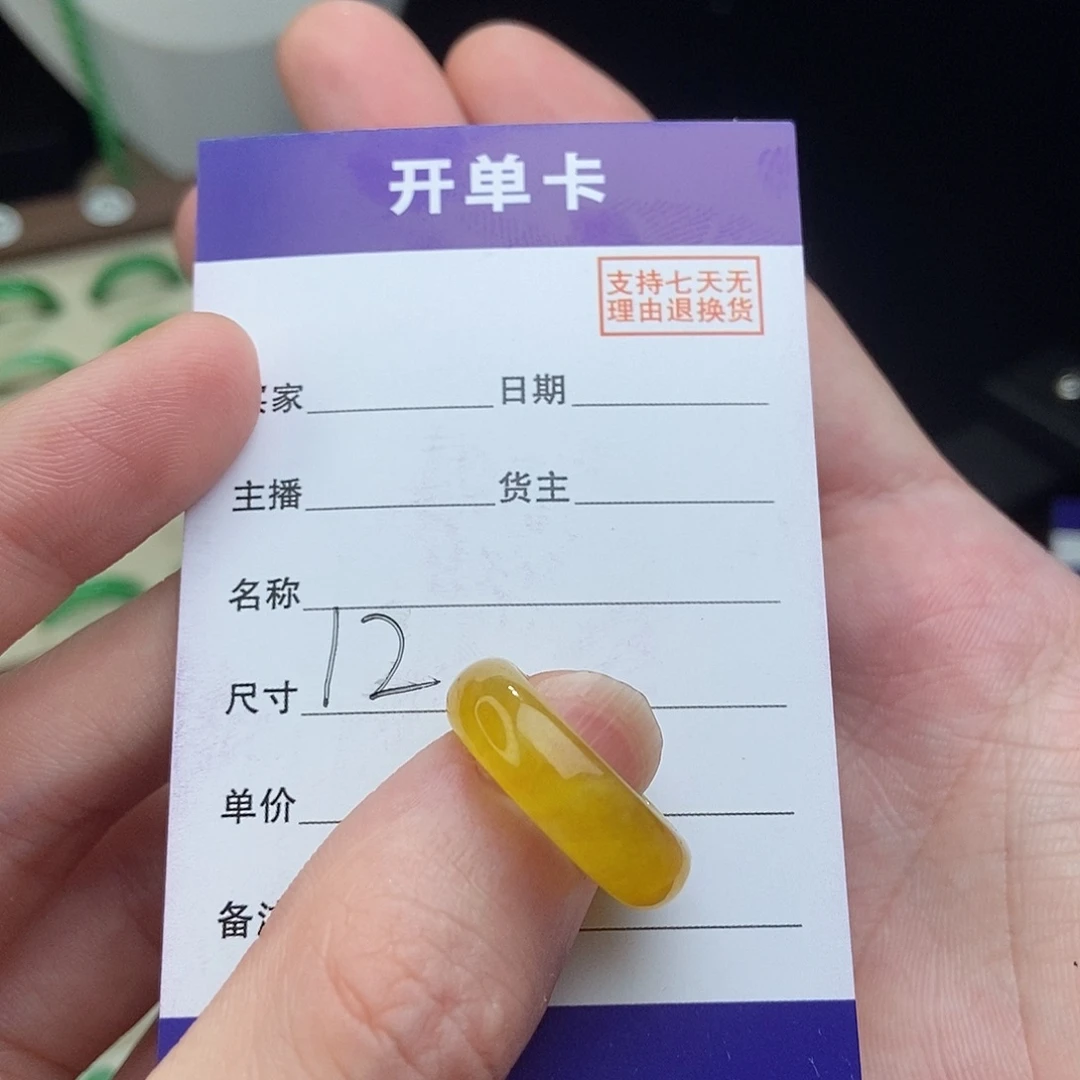 开单卡
支持七天无
理由退换货
家 日期
主播 货主
名称
尺寸 12
单价
备